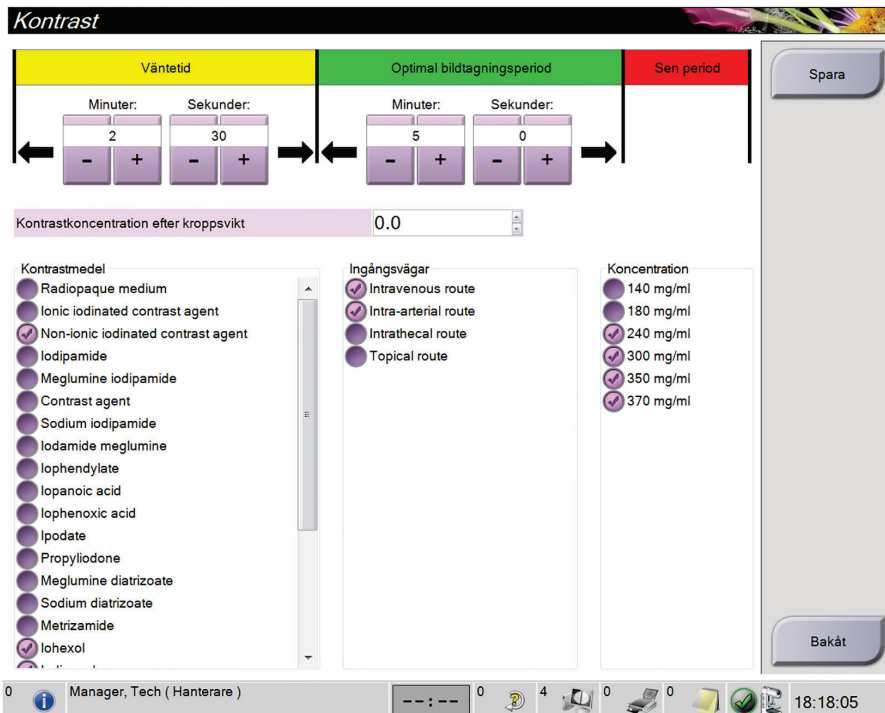 Kontrast
Väntetid
Optimal bildtagningsperiod
Sen period
Spara
Minuter:
Sekunder:
Minuter:
Sekunder:
2
30
5
0
- + - + - + - +
Kontrastkoncentration efter kroppsvikt
0.0
Kontrastmedel
Radiopaque medium
Ionic iodinated contrast agent
Non-ionic iodinated contrast agent
Iodipamide
Meglumine iodipamide
Contrast agent
Sodium iodipamide
Iodamide meglumine
Iophendylate
Iopanoic acid
Iophenoxic acid
Ipodate
Propyliodone
Meglumine diatrizoate
Sodium diatrizoate
Metrizamide
Iohexol
Ingångsvägar
Intravenous route
Intra-arterial route
Intrathecal route
Topical route
Koncentration
140 mg/ml
180 mg/ml
240 mg/ml
300 mg/ml
350 mg/ml
370 mg/ml
Bakåt
0
Manager, Tech ( Hanterare )
--:--
0
4
0
0
18:18:05